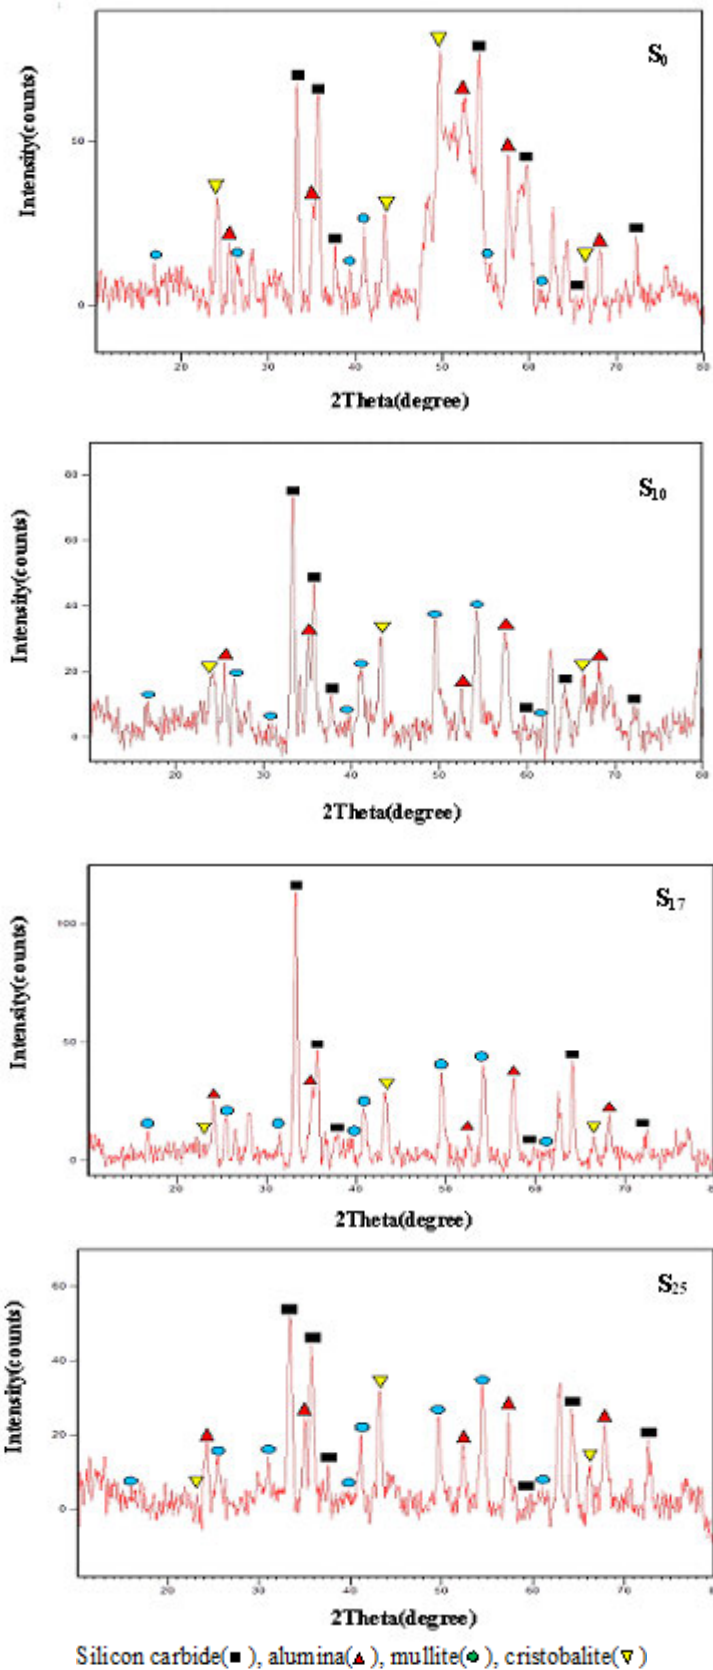 S0
50
0
Intensity(counts)
20 30 40 50 60 70 80
2Theta(degree)
S10
80
60
40
20
0
Intensity(counts)
20 30 40 50 60 70 80
2Theta(degree)
S17
100
50
0
Intensity(counts)
20 30 40 50 60 70
2Theta(degree)
S25
60
40
20
0
Intensity(counts)
20 30 40 50 60 70
2Theta(degree)
Silicon carbide(■), alumina(▲), mullite(●), cristobalite(▼)